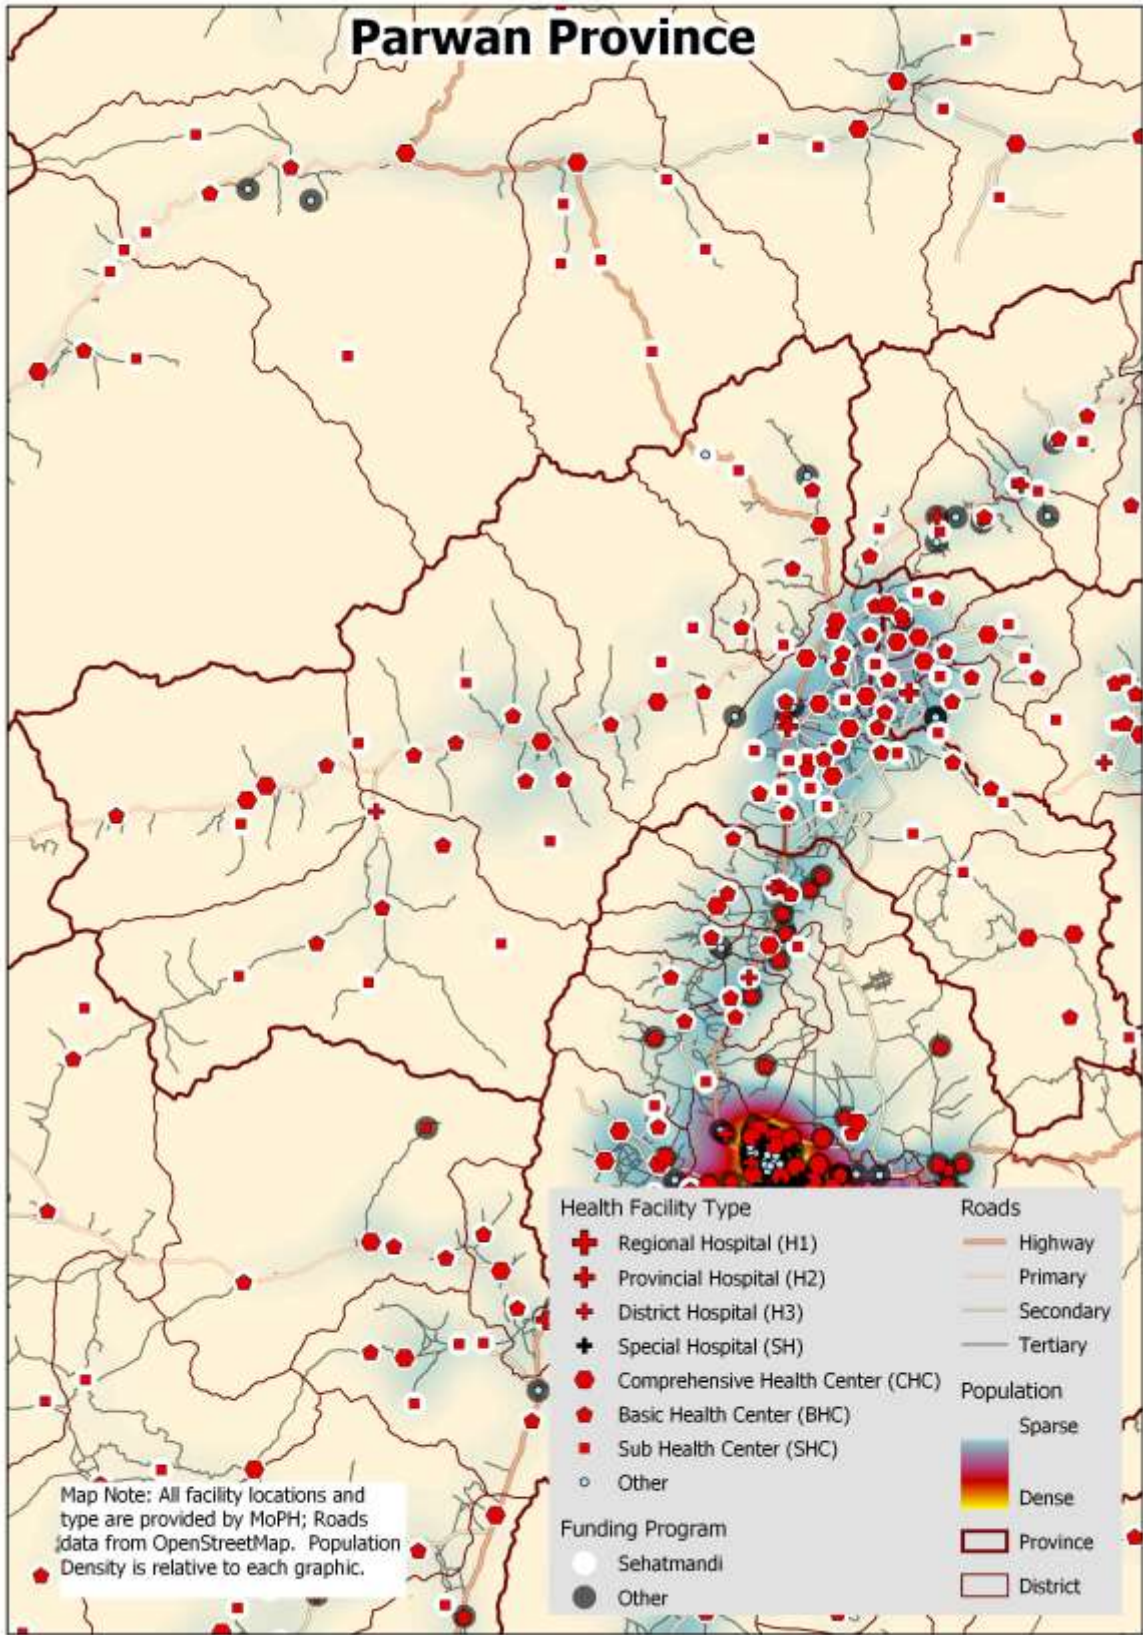 Parwan Province
Health Facility Type
Regional Hospital (H1)
Provincial Hospital (H2)
District Hospital (H3)
Special Hospital (SH)
Comprehensive Health Center (CHC)
Basic Health Center (BHC)
Sub Health Center (SHC)
Other
Funding Program
Sehatmandi
Other
Roads
Highway
Primary
Secondary
Tertiary
Population
Sparse
Dense
Province
District
Map Note: All facility locations and
type are provided by MoPH; Roads
data from OpenStreetMap. Population
Density is relative to each graphic.